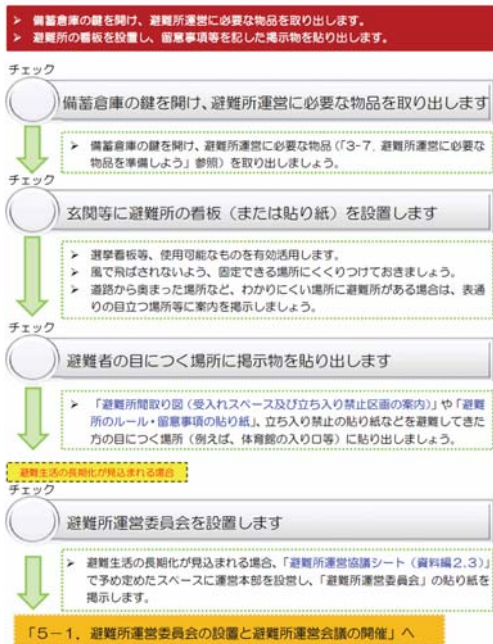 ➢ 備蓄倉庫の鍵を開け、避難所運営に必要な物品を取り出します。
➢ 避難所の看板を設置し、留意事項等を記した掲示物を貼り出します。
チェック
備蓄倉庫の鍵を開け、避難所運営に必要な物品を取り出します
➢ 備蓄倉庫の鍵を開け、避難所運営に必要な物品（「3-7．避難所運営に必要な
物品を準備しよう」参照）を取り出しましょう。
チェック
玄関等に避難所の看板（または貼り紙）を設置します
➢ 選挙看板等、使用可能なものを有効活用します。
➢ 風で飛ばされないよう、固定できる場所にくくりつけておきましょう。
➢ 道路から奥まった場所など、わかりにくい場所に避難所がある場合は、表通
りの目立つ場所等に案内を掲示しましょう。
チェック
避難者の目につく場所に掲示物を貼り出します
➢ 「避難所間取り図（受入れスペース及び立ち入り禁止区画の案内）」や「避難
所のルール・留意事項の貼り紙」、立ち入り禁止の貼り紙などを避難してきた
方の目につく場所（例えば、体育館の入り口等）に貼り出しましょう。
避難生活の長期化が見込まれる場合
チェック
避難所運営委員会を設置します
➢ 避難生活の長期化が見込まれる場合、「避難所運営協議シート（資料編2.3）」
で予め定めたスペースに運営本部を設営し、「避難所運営委員会」の貼り紙を
掲示します。
「５－１．避難所運営委員会の設置と避難所運営会議の開催」へ